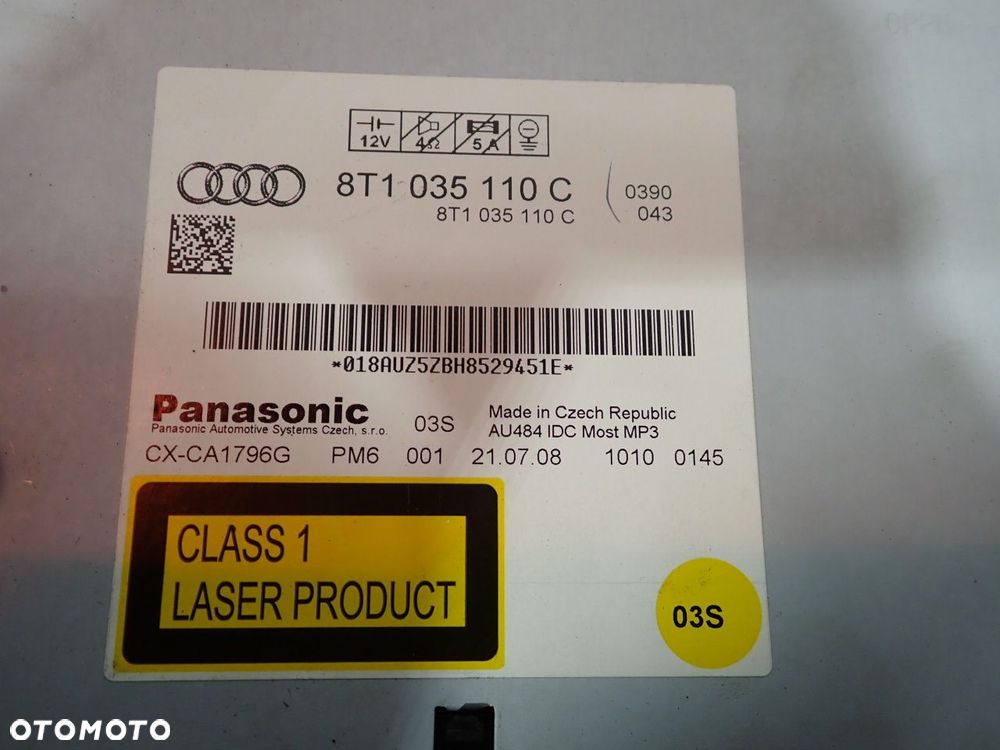 12V 4Ω 5A
8T1 035 110 C 0390
8T1 035 110 C 043
*018AUZ5ZBH8529451E*
Panasonic
Panasonic Automotive Systems Czech, s.r.o.
03S
Made in Czech Republic
AU484 IDC Most MP3
CX-CA1796G PM6 001 21.07.08 1010 0145
CLASS 1
LASER PRODUCT
03S
OTOMOTO